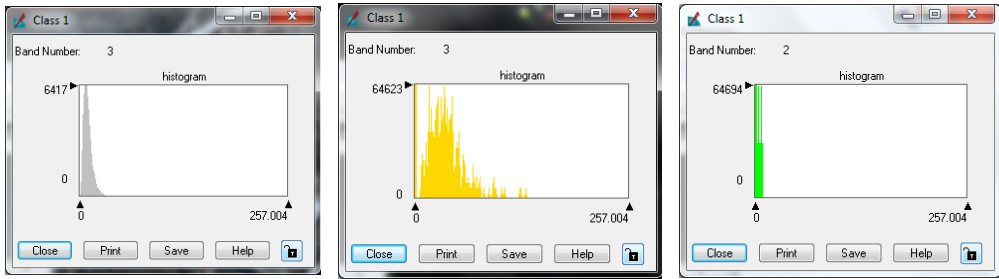 Class 1
Band Number: 3
histogram
6417
0
0 257.004
Close Print Save Help
Class 1
Band Number: 3
histogram
64623
0
0 257.004
Close Print Save Help
Class 1
Band Number: 2
histogram
64694
0
0 257.004
Close Print Save Help